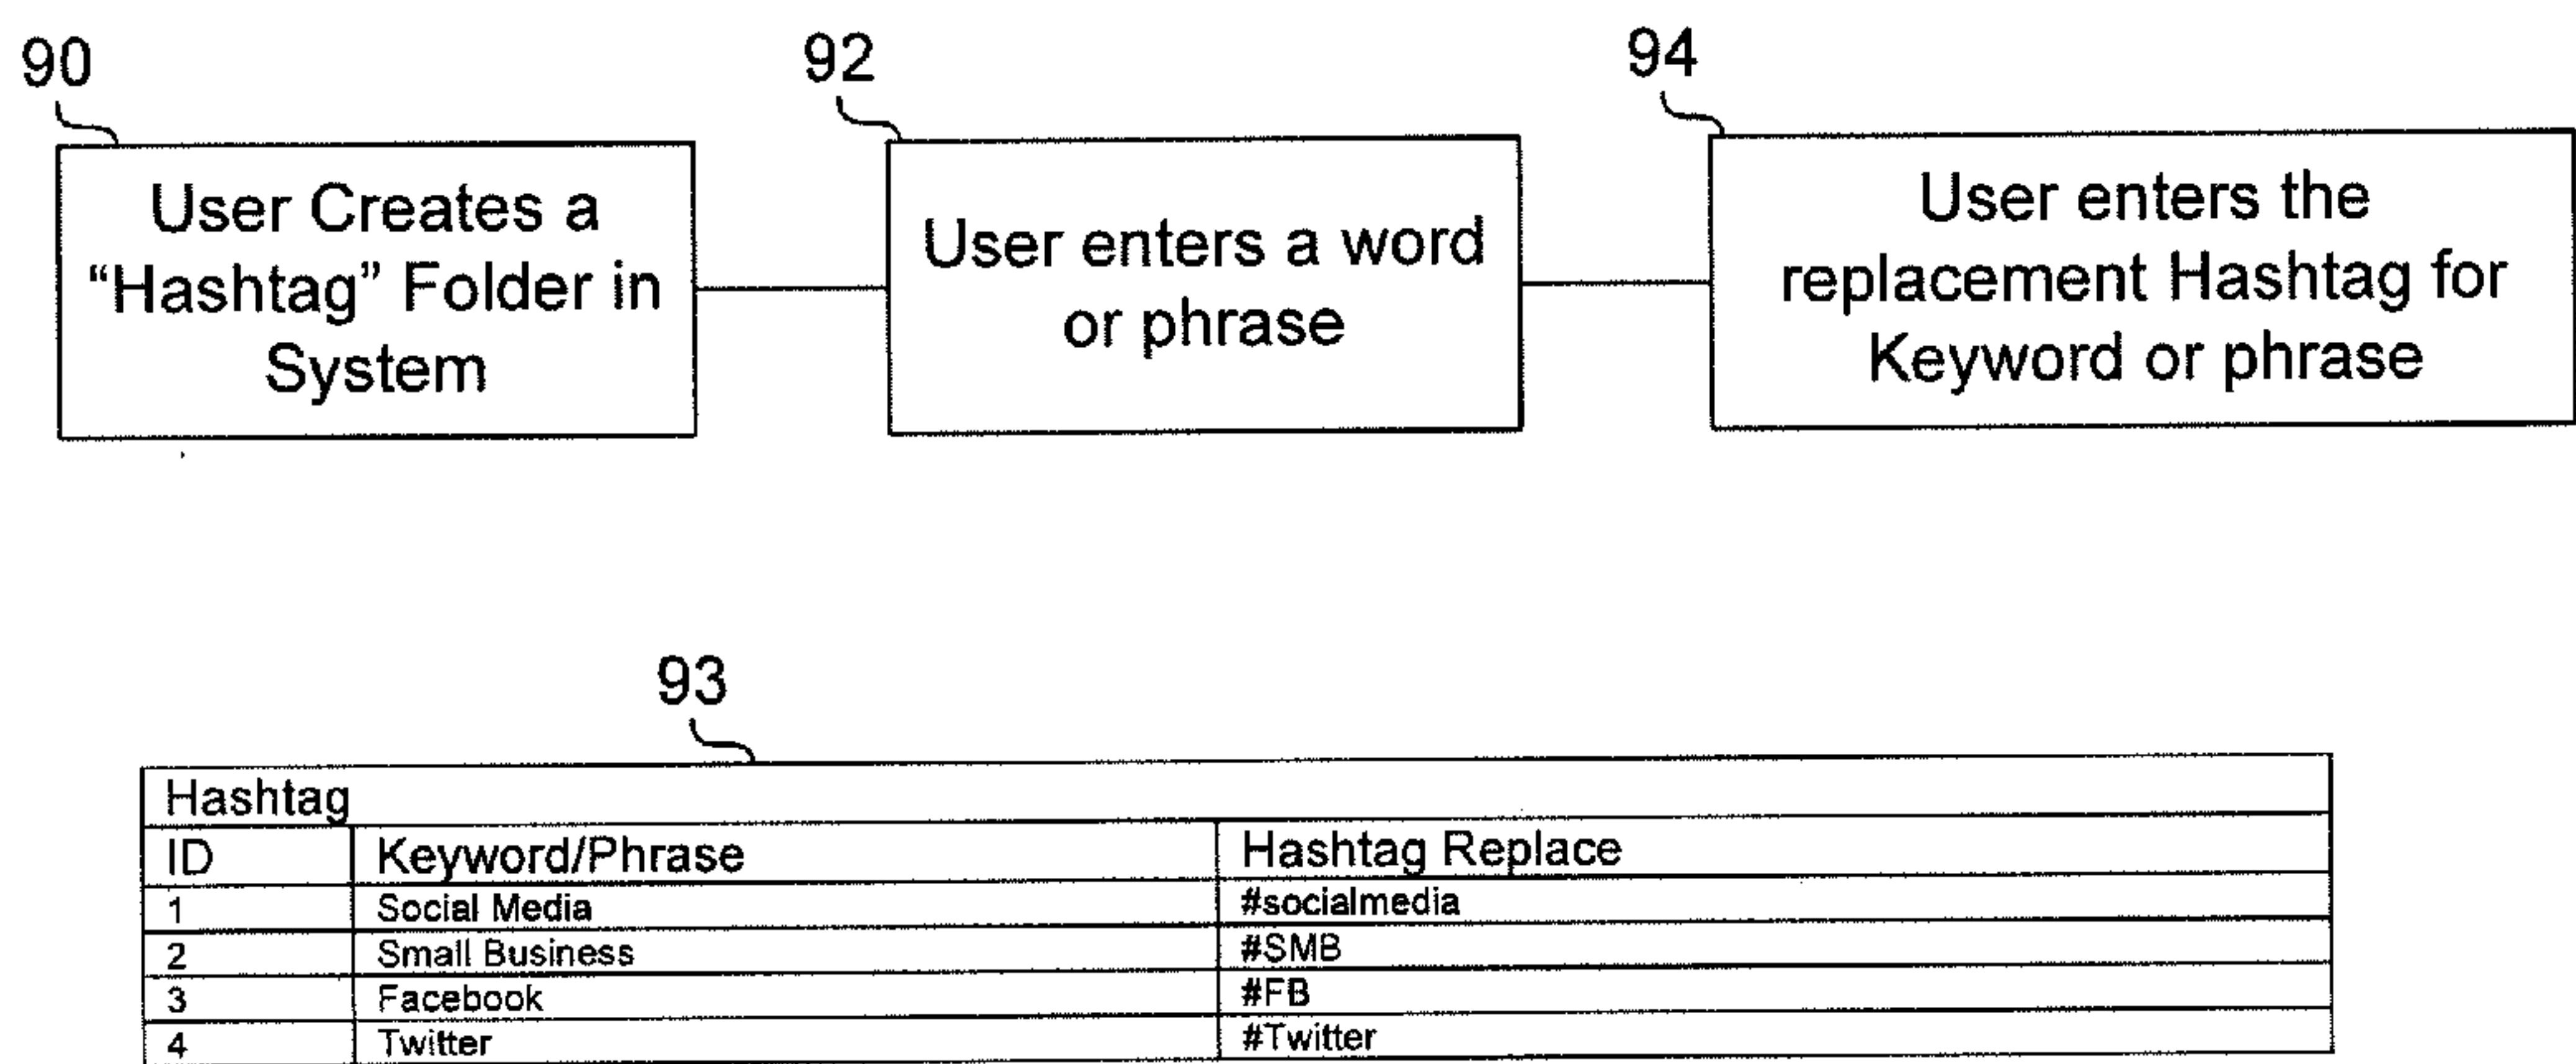 90
92
94
User Creates a
“Hashtag” Folder in
System
User enters a word
or phrase
User enters the
replacement Hashtag for
Keyword or phrase
93
Hashtag
ID Keyword/Phrase Hashtag Replace
1 Social Media #socialmedia
2 Small Business #SMB
3 Facebook #FB
4 Twitter #Twitter